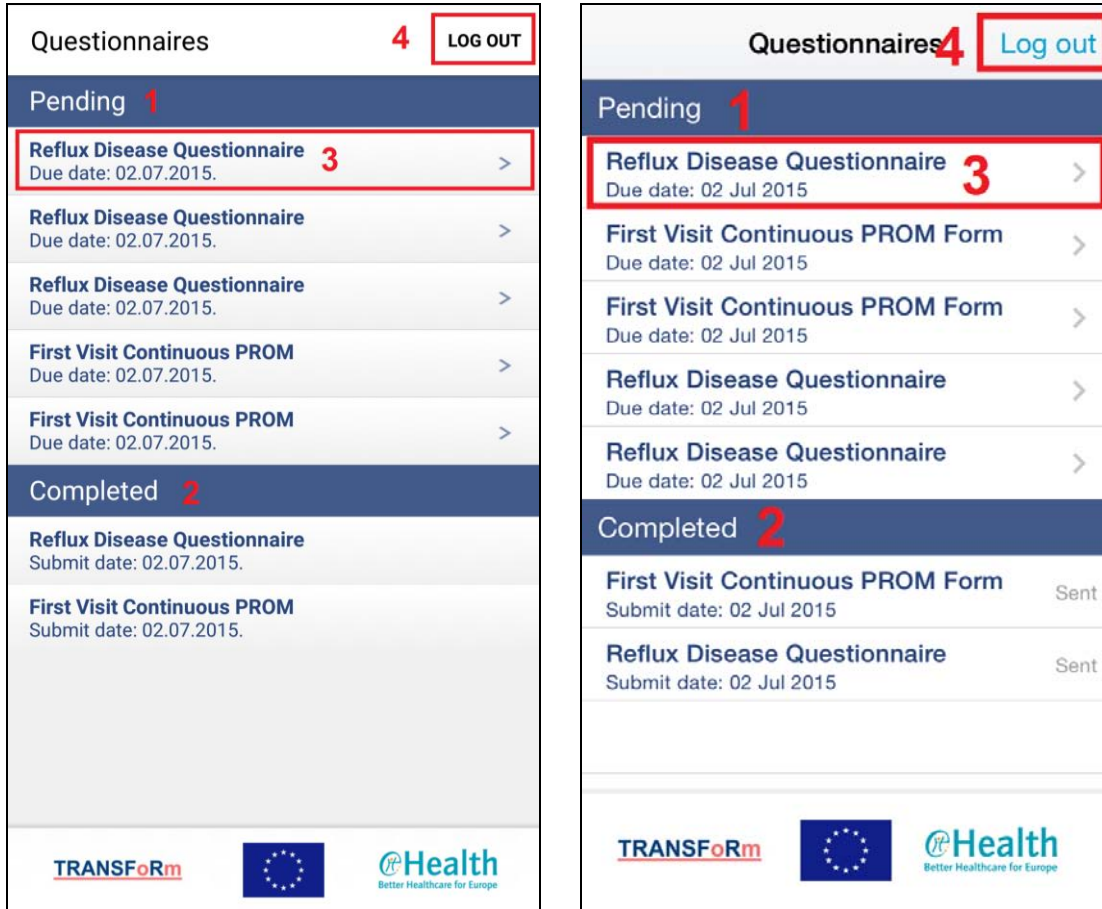 Questionnaires 4 LOG OUT
Pending 1
Reflux Disease Questionnaire 3
Due date: 02.07.2015. >
Reflux Disease Questionnaire
Due date: 02.07.2015. >
Reflux Disease Questionnaire
Due date: 02.07.2015. >
First Visit Continuous PROM
Due date: 02.07.2015. >
First Visit Continuous PROM
Due date: 02.07.2015. >
Completed 2
Reflux Disease Questionnaire
Submit date: 02.07.2015.
First Visit Continuous PROM
Submit date: 02.07.2015.
TRANSFoRm
eHealth
Better Healthcare for Europe
Questionnaires 4 Log out
Pending 1
Reflux Disease Questionnaire 3
Due date: 02 Jul 2015 >
First Visit Continuous PROM Form
Due date: 02 Jul 2015 >
First Visit Continuous PROM Form
Due date: 02 Jul 2015 >
Reflux Disease Questionnaire
Due date: 02 Jul 2015 >
Reflux Disease Questionnaire
Due date: 02 Jul 2015 >
Completed 2
First Visit Continuous PROM Form Sent
Submit date: 02 Jul 2015
Reflux Disease Questionnaire Sent
Submit date: 02 Jul 2015
TRANSFoRm
eHealth
Better Healthcare for Europe